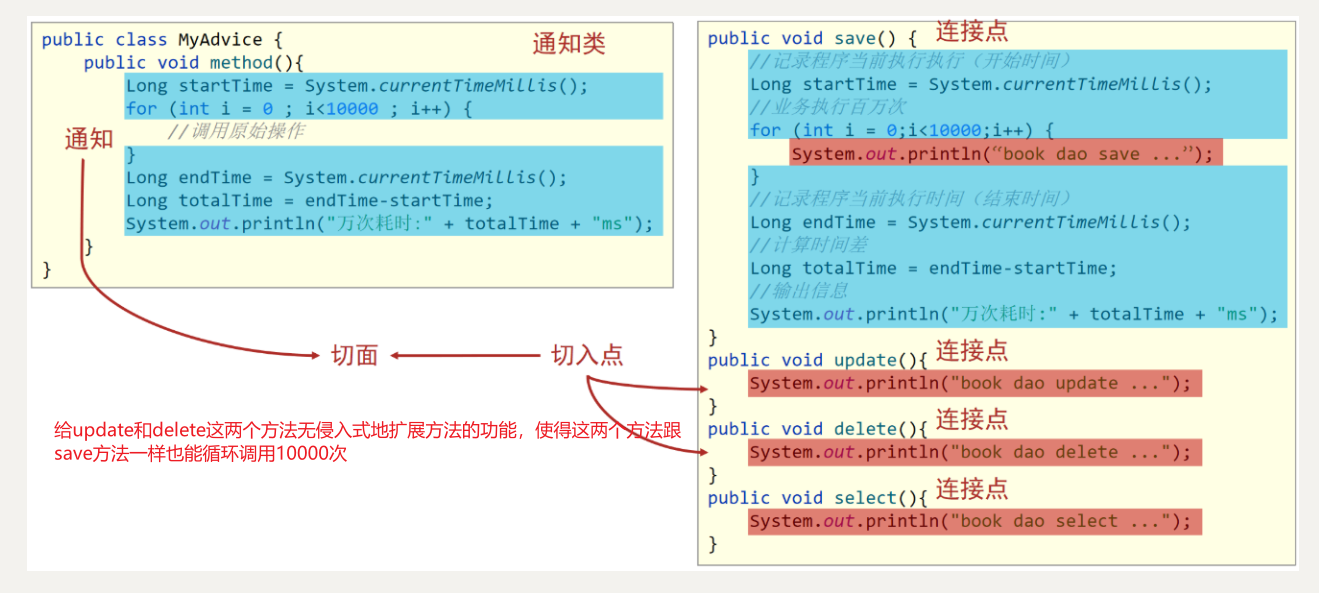 public class MyAdvice {
通知类
public void method(){
Long startTime = System.currentTimeMillis();
for (int i = 0 ; i<10000 ; i++) {
//调用原始操作
通知
}
Long endTime = System.currentTimeMillis();
Long totalTime = endTime-startTime;
System.out.println("万次耗时:" + totalTime + "ms");
}
}
切面
切入点
给update和delete这两个方法无侵入式地扩展方法的功能，使得这两个方法跟
save方法一样也能循环调用10000次
public void save() {
连接点
//记录程序当前执行执行（开始时间）
Long startTime = System.currentTimeMillis();
//业务执行百万次
for (int i = 0;i<10000;i++) {
System.out.println(“book dao save ...”);
}
//记录程序当前执行时间（结束时间）
Long endTime = System.currentTimeMillis();
//计算时间差
Long totalTime = endTime-startTime;
//输出信息
System.out.println("万次耗时:" + totalTime + "ms");
}
public void update(){
连接点
System.out.println("book dao update ...");
}
public void delete(){
连接点
System.out.println("book dao delete ...");
}
public void select(){
连接点
System.out.println("book dao select ...");
}